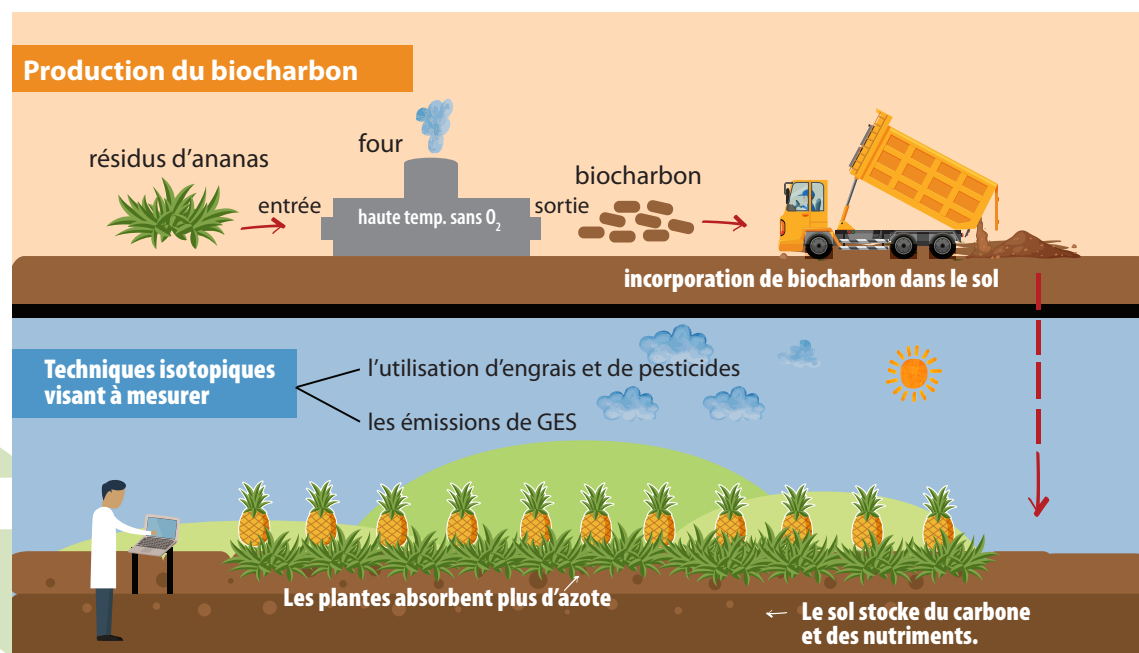 Production du biocharbon
résidus d'ananas
entrée
four
haute temp. sans O₂
sortie
biocharbon
incorporation de biocharbon dans le sol
Techniques isotopiques
visant à mesurer
l'utilisation d'engrais et de pesticides
les émissions de GES
Les plantes absorbent plus d'azote
Le sol stocke du carbone
et des nutriments.